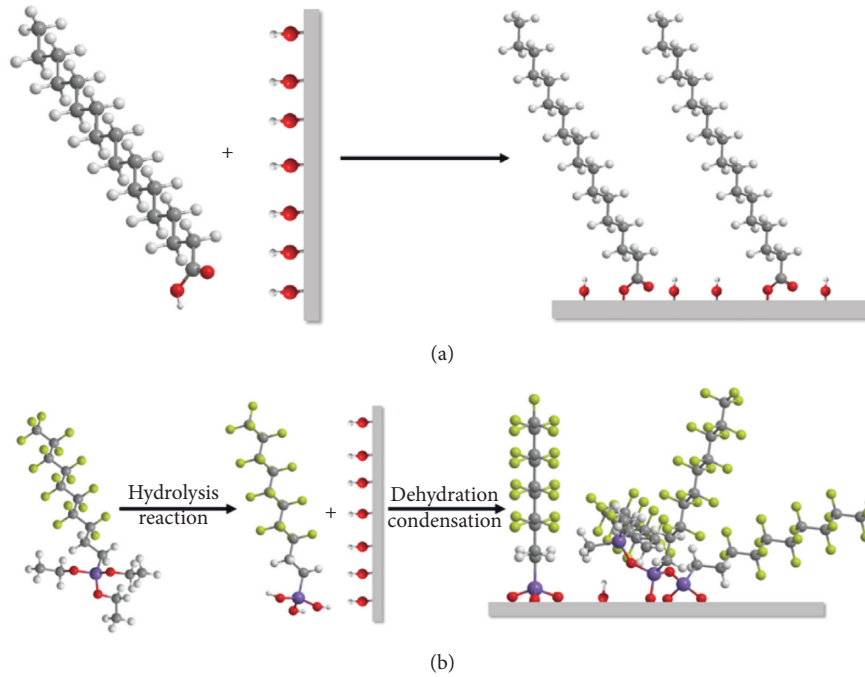 +
(a)
Hydrolysis
reaction
+
Dehydration
condensation
(b)